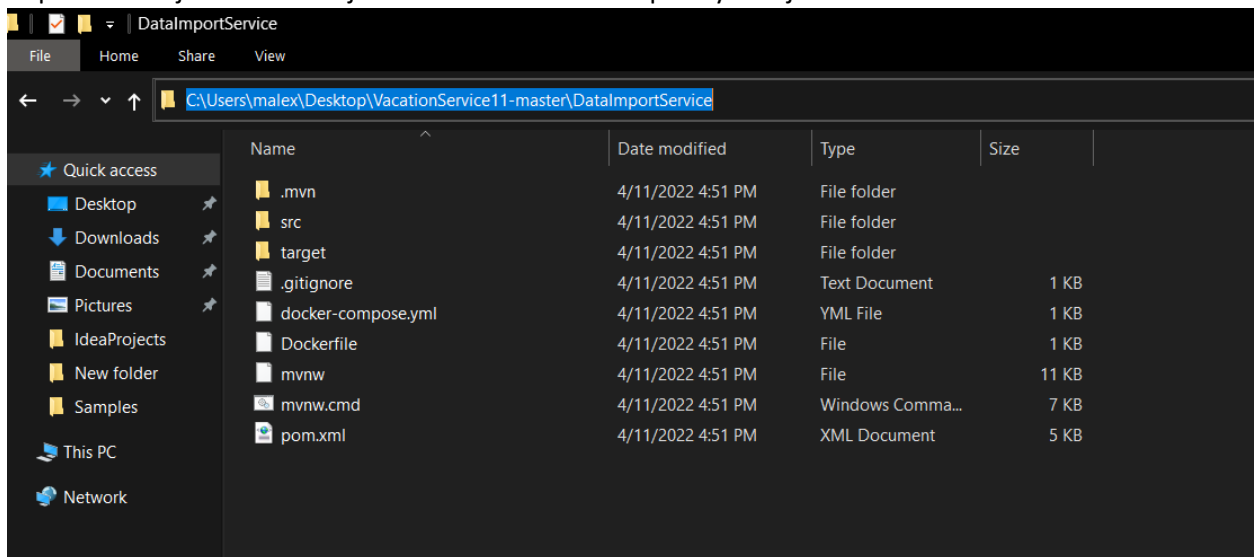 DataImportService
File Home Share View
C:\Users\malex\Desktop\VacationService11-master\DataImportService
Name Date modified Type Size
Quick access
Desktop
Downloads
Documents
Pictures
IdeaProjects
New folder
Samples
This PC
Network
.mvn 4/11/2022 4:51 PM File folder
src 4/11/2022 4:51 PM File folder
target 4/11/2022 4:51 PM File folder
.gitignore 4/11/2022 4:51 PM Text Document 1 KB
docker-compose.yml 4/11/2022 4:51 PM YML File 1 KB
Dockerfile 4/11/2022 4:51 PM File 1 KB
mvnw 4/11/2022 4:51 PM File 11 KB
mvnw.cmd 4/11/2022 4:51 PM Windows Comma... 7 KB
pom.xml 4/11/2022 4:51 PM XML Document 5 KB